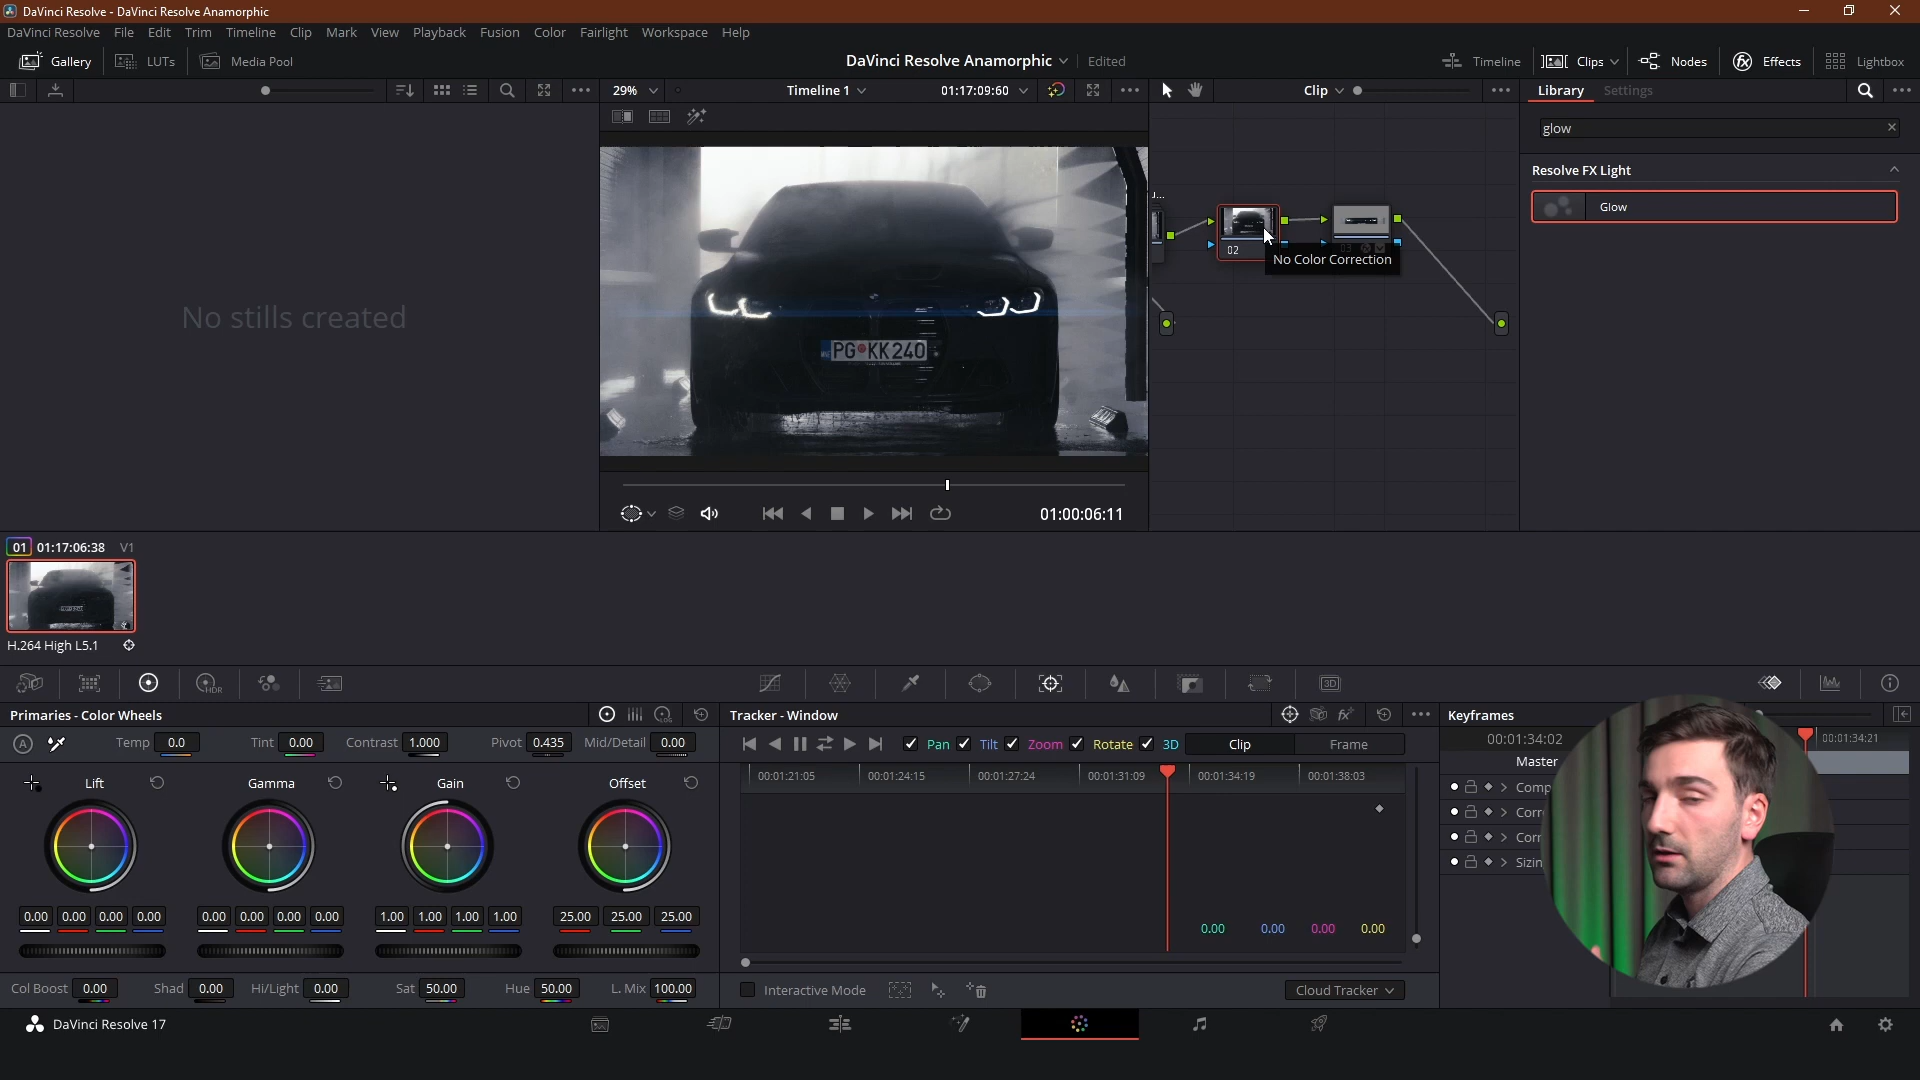 DaVinci Resolve - DaVinci Resolve Anamorphic
DaVinci Resolve File Edit Trim Timeline Clip Mark View Playback Fusion Color Fairlight Workspace Help
Gallery LUTs Media Pool DaVinci Resolve Anamorphic Edited Timeline Clips Nodes Effects Lightbox
29% Timeline 1 01:17:09:60 Clip Library Settings
glow
Resolve FX Light
Glow
02
No Color Correction
No stills created
PG KK240
01:00:06:11
01 01:17:06:38 V1
H.264 High L5.1
HDR
3D
Primaries - Color Wheels
LOG
Tracker - Window
Keyframes
A Temp 0.0 Tint 0.00 Contrast 1.000 Pivot 0.435 Mid/Detail 0.00
Pan Tilt Zoom Rotate 3D Clip Frame
00:01:34:02 00:01:34:21
Master
Lift Gamma Gain Offset
00:01:21:05 00:01:24:15 00:01:27:24 00:01:31:09 00:01:34:19 00:01:38:03
Comp
Corr
Corr
Sizin
0.00 0.00 0.00 0.00 0.00 0.00 0.00 0.00 1.00 1.00 1.00 1.00 25.00 25.00 25.00
0.00 0.00 0.00 0.00
Col Boost 0.00 Shad 0.00 Hi/Light 0.00 Sat 50.00 Hue 50.00 L. Mix 100.00
Interactive Mode Cloud Tracker
DaVinci Resolve 17